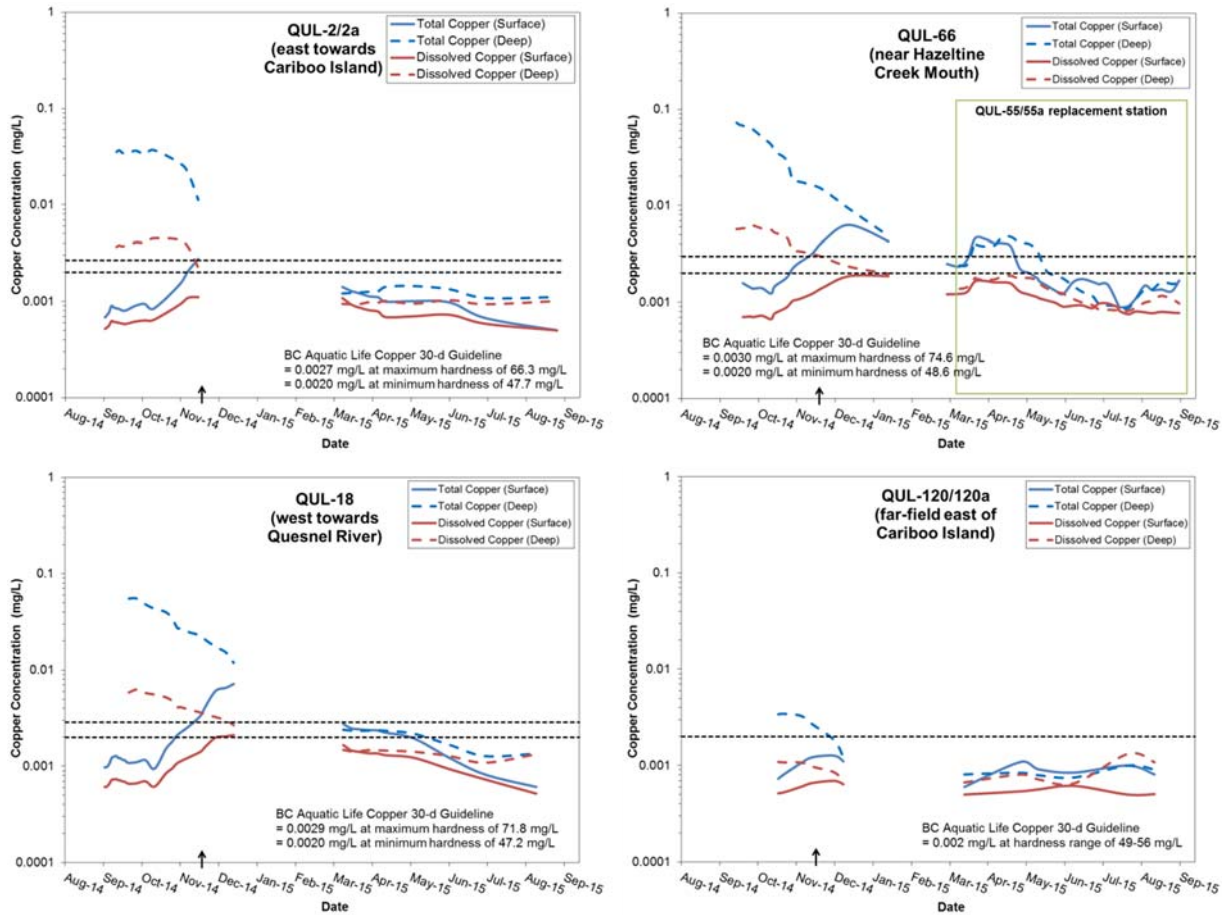 QUL-2/2a
(east towards
Cariboo Island)
Total Copper (Surface)
Total Copper (Deep)
Dissolved Copper (Surface)
Dissolved Copper (Deep)
Copper Concentration (mg/L)
1
0.1
0.01
0.001
0.0001
BC Aquatic Life Copper 30-d Guideline
= 0.0027 mg/L at maximum hardness of 66.3 mg/L
= 0.0020 mg/L at minimum hardness of 47.7 mg/L
Aug-14 Sep-14 Oct-14 Nov-14 Dec-14 Jan-15 Feb-15 Mar-15 Apr-15 May-15 Jun-15 Jul-15 Aug-15 Sep-15
Date
QUL-66
(near Hazeltine
Creek Mouth)
Total Copper (Surface)
Total Copper (Deep)
Dissolved Copper (Surface)
Dissolved Copper (Deep)
QUL-55/55a replacement station
Copper Concentration (mg/L)
1
0.1
0.01
0.001
0.0001
BC Aquatic Life Copper 30-d Guideline
= 0.0030 mg/L at maximum hardness of 74.6 mg/L
= 0.0020 mg/L at minimum hardness of 48.6 mg/L
Aug-14 Sep-14 Oct-14 Nov-14 Dec-14 Jan-15 Feb-15 Mar-15 Apr-15 May-15 Jun-15 Jul-15 Aug-15 Sep-15
Date
QUL-18
(west towards
Quesnel River)
Total Copper (Surface)
Total Copper (Deep)
Dissolved Copper (Surface)
Dissolved Copper (Deep)
Copper Concentration (mg/L)
1
0.1
0.01
0.001
0.0001
BC Aquatic Life Copper 30-d Guideline
= 0.0029 mg/L at maximum hardness of 71.8 mg/L
= 0.0020 mg/L at minimum hardness of 47.2 mg/L
Aug-14 Sep-14 Oct-14 Nov-14 Dec-14 Jan-15 Feb-15 Mar-15 Apr-15 May-15 Jun-15 Jul-15 Aug-15 Sep-15
Date
QUL-120/120a
(far-field east of
Cariboo Island)
Total Copper (Surface)
Total Copper (Deep)
Dissolved Copper (Surface)
Dissolved Copper (Deep)
Copper Concentration (mg/L)
1
0.1
0.01
0.001
0.0001
BC Aquatic Life Copper 30-d Guideline
= 0.002 mg/L at hardness range of 49-56 mg/L
Aug-14 Sep-14 Oct-14 Nov-14 Dec-14 Jan-15 Feb-15 Mar-15 Apr-15 May-15 Jun-15 Jul-15 Aug-15 Sep-15
Date